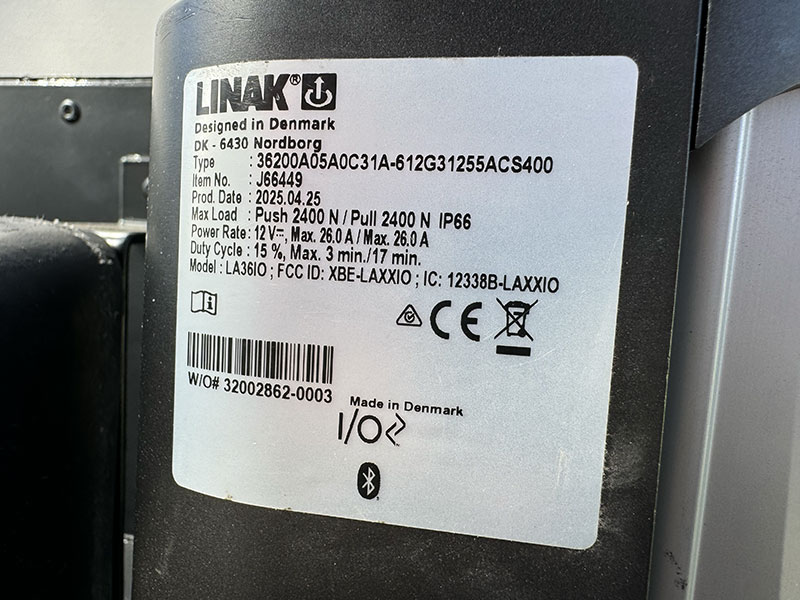 LINAK®
Designed in Denmark
DK - 6430 Nordborg
Type : 36200A05A0C31A-612G31255ACS400
Item No. : J66449
Prod. Date : 2025.04.25
Max Load : Push 2400 N / Pull 2400 N IP66
Power Rate: 12 V⎓, Max. 26.0 A / Max. 26.0 A
Duty Cycle : 15 %, Max. 3 min./17 min.
Model : LA36IO ; FCC ID: XBE-LAXXIO ; IC: 12338B-LAXXIO
CE
W/O# 32002862-0003
Made in Denmark
I/O